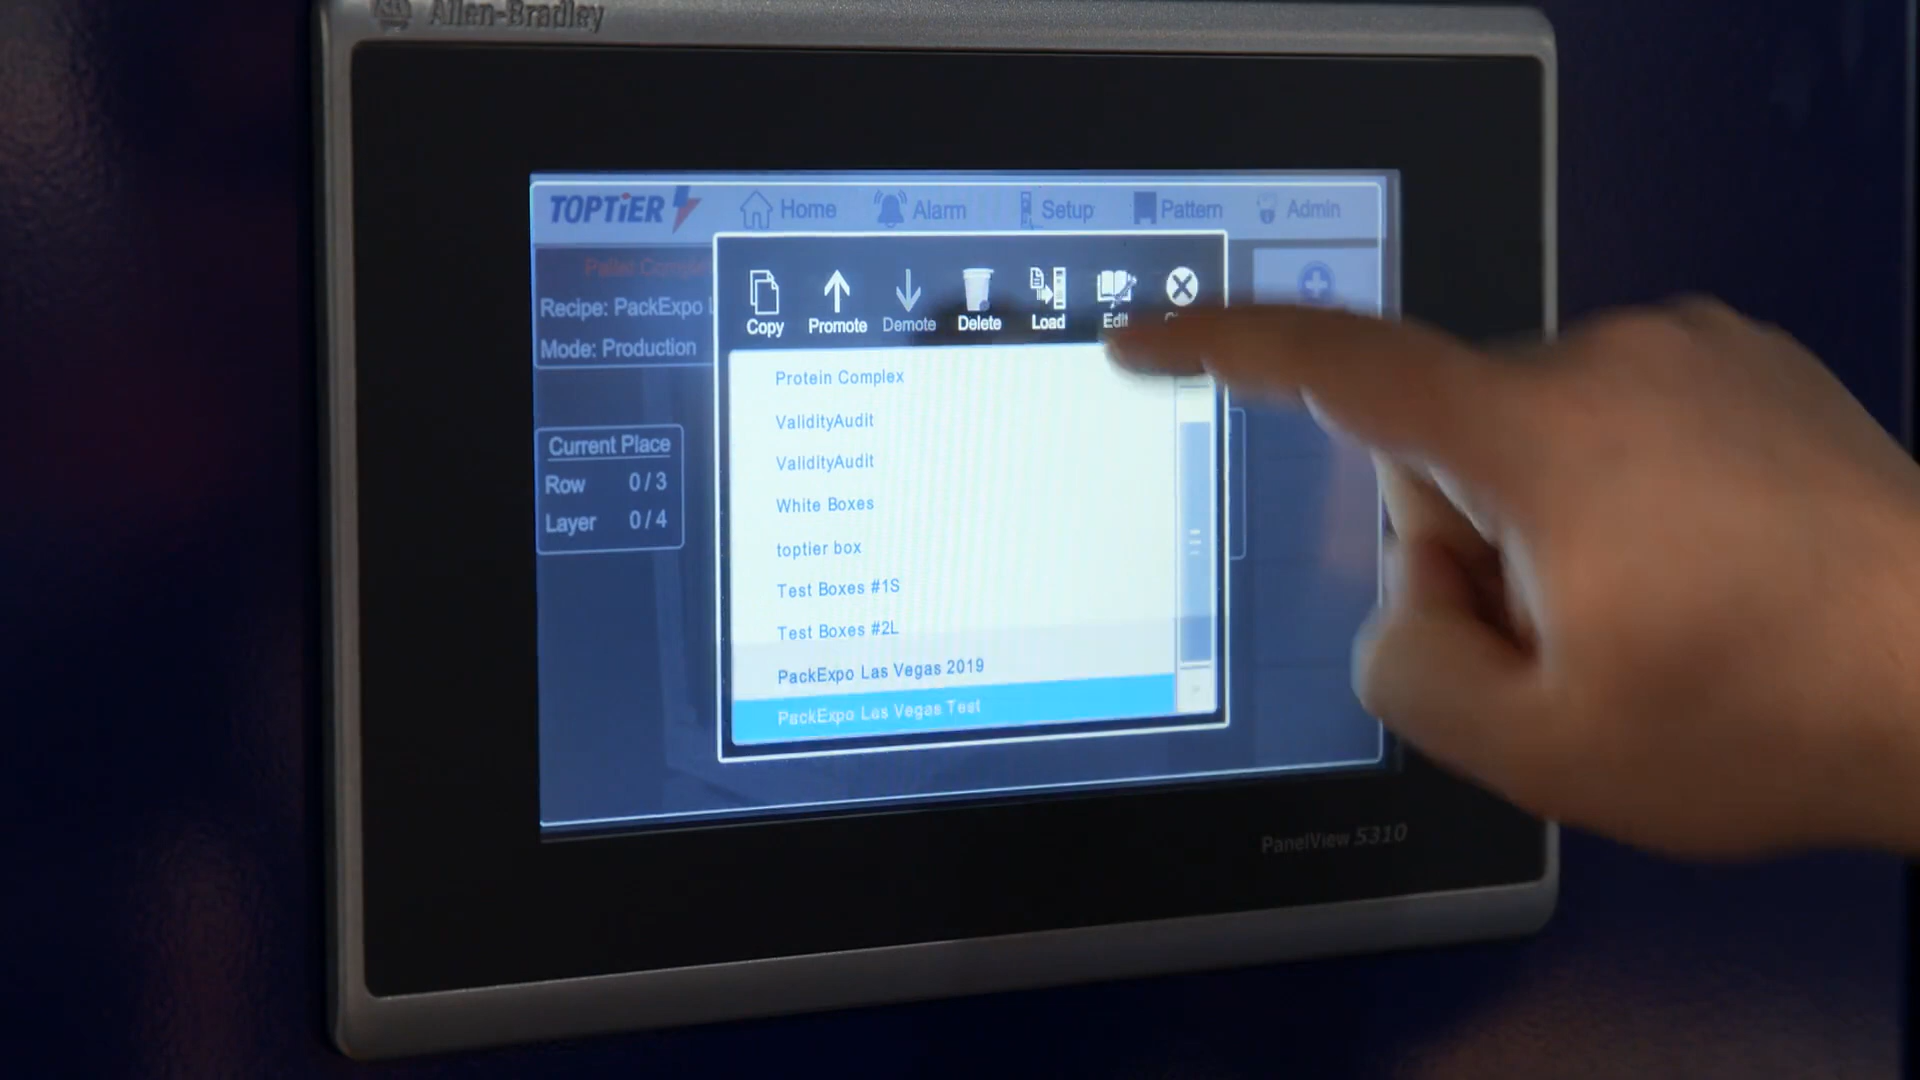 Allen-Bradley
TOPTIER
Home
Alarm
Setup
Pattern
Admin
Pallet
Recipe: PackExpo
Mode: Production
Copy
Promote
Demote
Delete
Load
Edit
Protein Complex
ValidityAudit
ValidityAudit
White Boxes
toptier box
Test Boxes #1S
Test Boxes #2L
PackExpo Las Vegas 2019
PackExpo Las Vegas Test
Current Place
Row 0 / 3
Layer 0 / 4
PanelView 5310